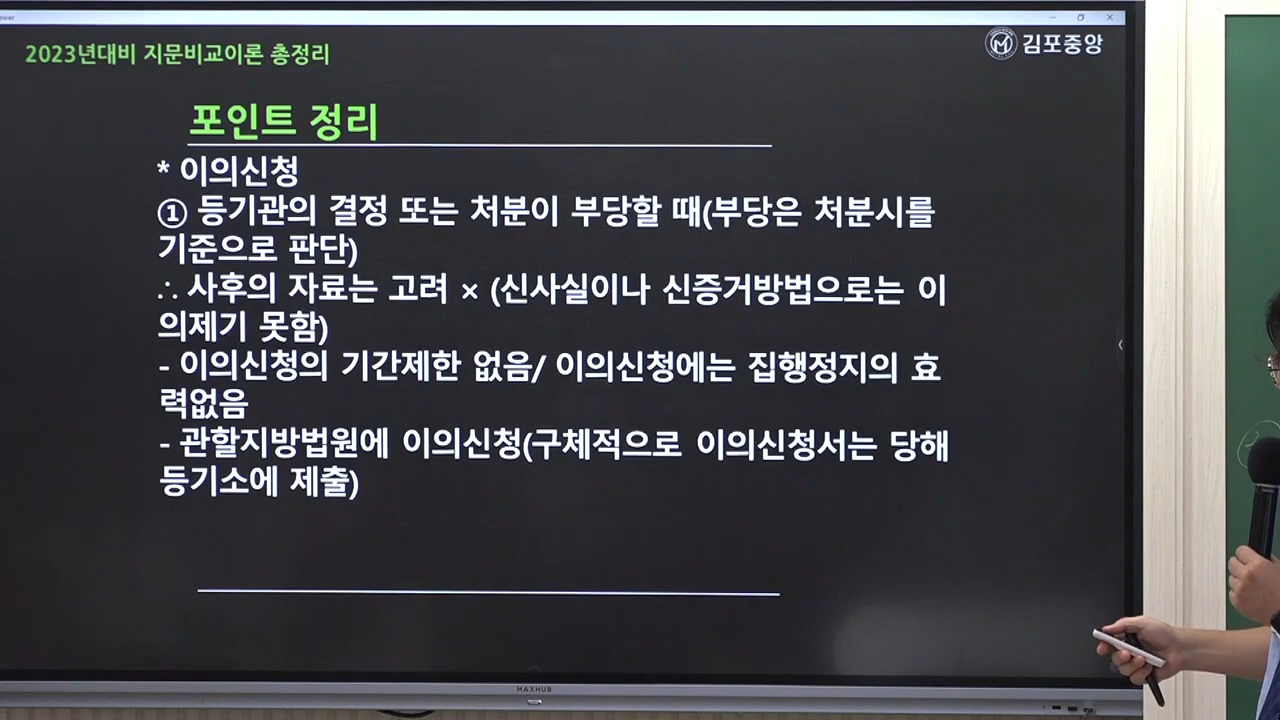 ewer
2023년대비 지문비교이론 총정리
김포중앙
포인트 정리
* 이의신청
① 등기관의 결정 또는 처분이 부당할 때(부당은 처분시를
기준으로 판단)
∴ 사후의 자료는 고려 × (신사실이나 신증거방법으로는 이
의제기 못함)
- 이의신청의 기간제한 없음/ 이의신청에는 집행정지의 효
력없음
- 관할지방법원에 이의신청(구체적으로 이의신청서는 당해
등기소에 제출)
MAXHUB